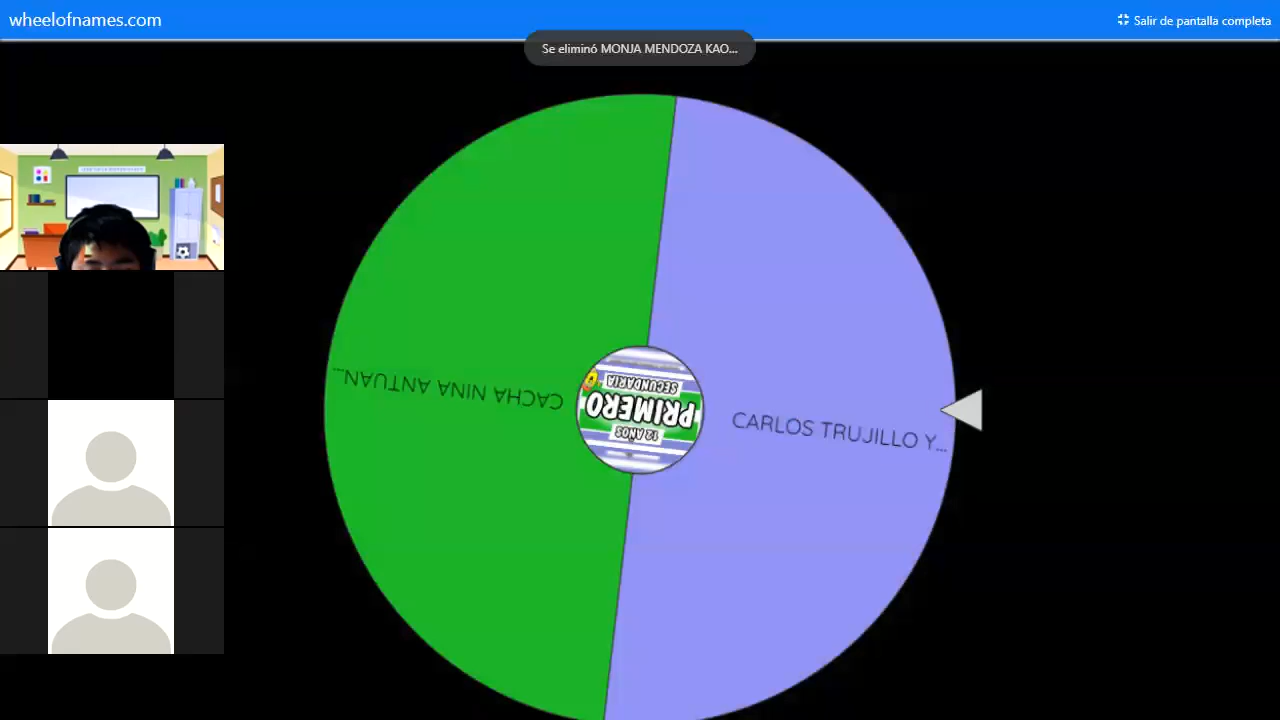 wheelofnames.com
Salir de pantalla completa
Se eliminó MONJA MENDOZA KAO...
CACHA NINA ANTUAN...
CARLOS TRUJILLO Y...
12 AÑOS
PRIMERO
SECUNDARIA